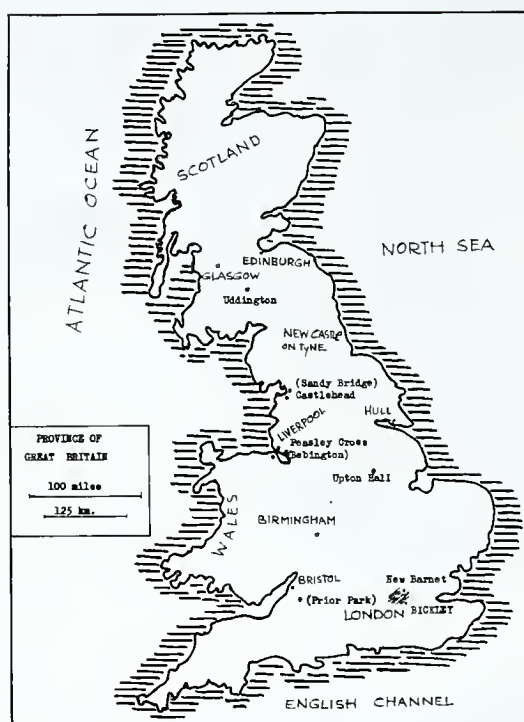 ATLANTIC OCEAN
SCOTLAND
NORTH SEA
EDINBURGH
GLASGOW
Uddington
NEW CASTLE
ON TYNE
(Sandy Bridge)
Castlehead
HULL
LIVERPOOL
Peasley Cross
(Bebington)
PROVINCE OF
GREAT BRITAIN
100 miles
125 km.
Upton Hall
WALES
BIRMINGHAM
BRISTOL
New Barnet
(Prior Park)
LONDON
BICKLEY
ENGLISH CHANNEL